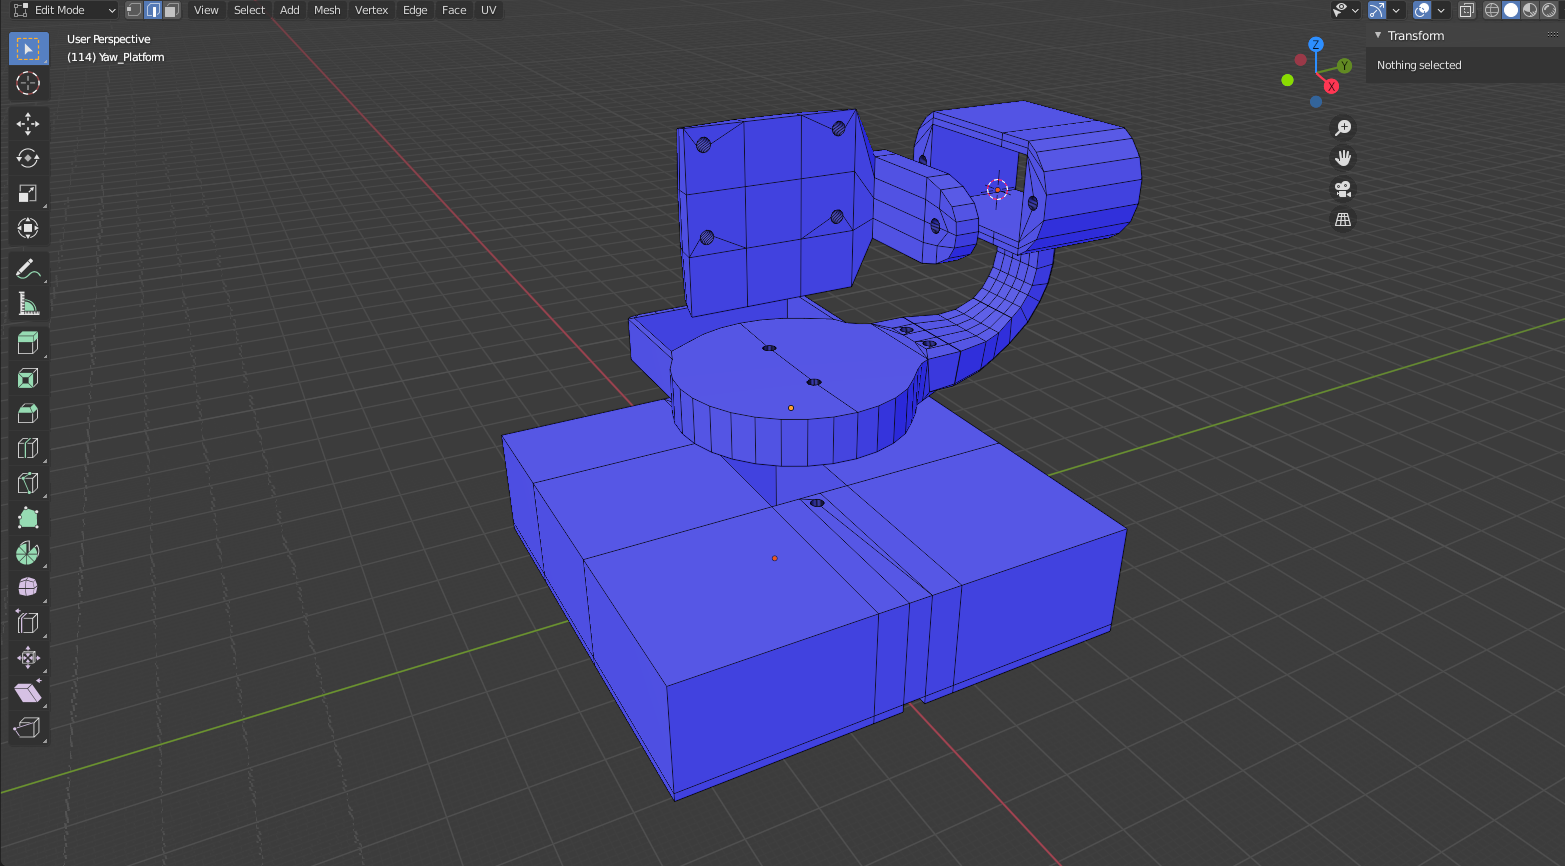 Edit Mode View Select Add Mesh Vertex Edge Face UV
User Perspective
(114) Yaw_Platform
Transform
Nothing selected
Z
Y
X